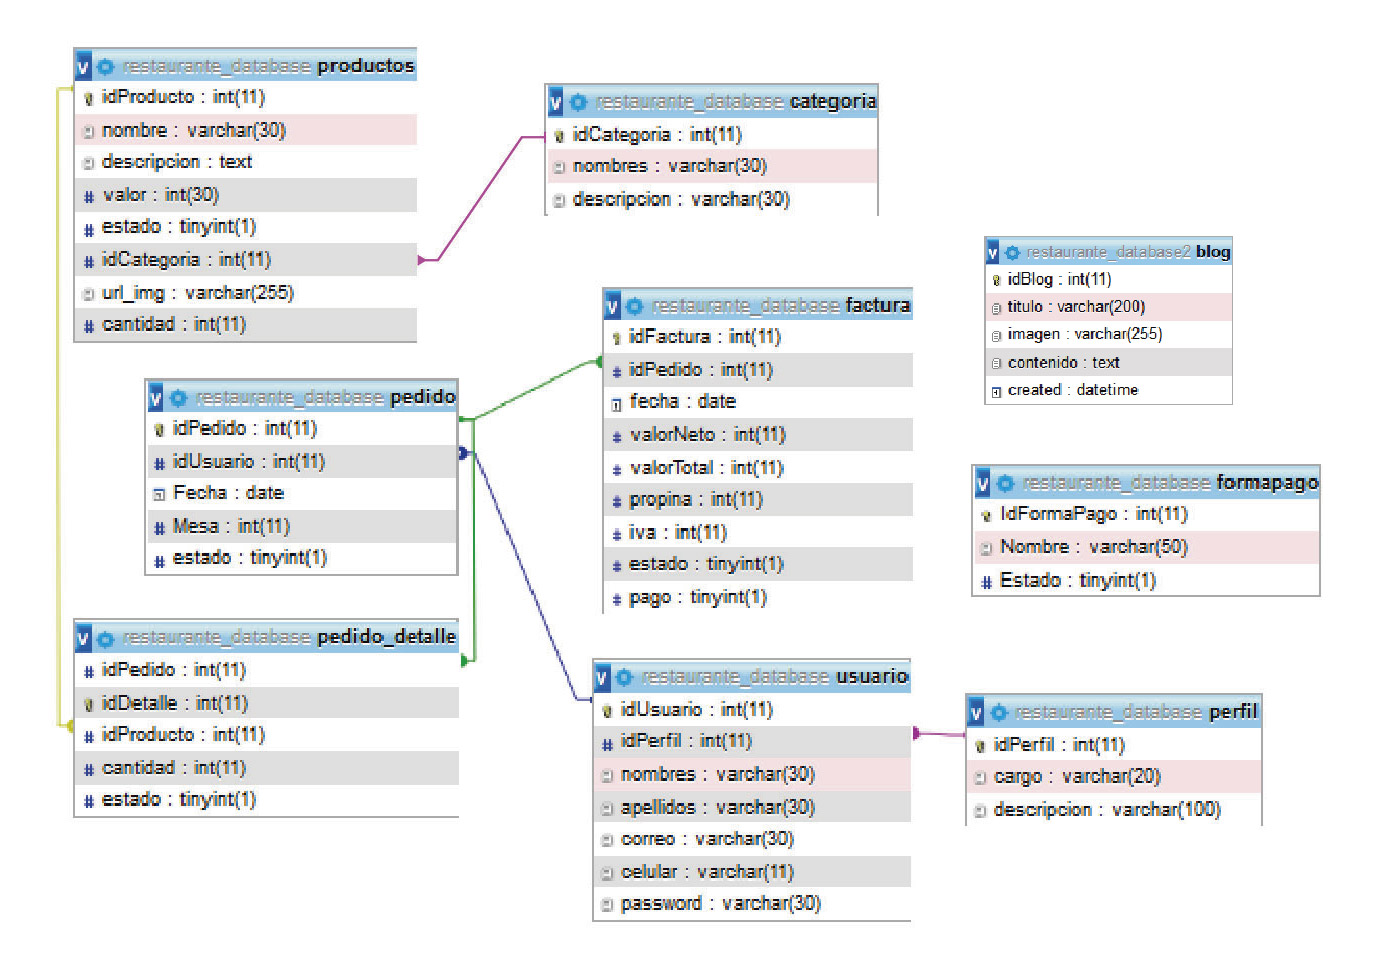 restaurante_database productos
idProducto : int(11)
nombre : varchar(30)
descripcion : text
valor : int(30)
estado : tinyint(1)
idCategoria : int(11)
url_img : varchar(255)
cantidad : int(11)
restaurante_database categoria
idCategoria : int(11)
nombres : varchar(30)
descripcion : varchar(30)
restaurante_database2 blog
idBlog : int(11)
titulo : varchar(200)
imagen : varchar(255)
contenido : text
created : datetime
restaurante_database factura
idFactura : int(11)
idPedido : int(11)
fecha : date
valorNeto : int(11)
valorTotal : int(11)
propina : int(11)
iva : int(11)
estado : tinyint(1)
pago : tinyint(1)
restaurante_database pedido
idPedido : int(11)
idUsuario : int(11)
Fecha : date
Mesa : int(11)
estado : tinyint(1)
restaurante_database formapago
IdFormaPago : int(11)
Nombre : varchar(50)
Estado : tinyint(1)
restaurante_database pedido_detalle
idPedido : int(11)
idDetalle : int(11)
idProducto : int(11)
cantidad : int(11)
estado : tinyint(1)
restaurante_database usuario
idUsuario : int(11)
idPerfil : int(11)
nombres : varchar(30)
apellidos : varchar(30)
correo : varchar(30)
celular : varchar(11)
password : varchar(30)
restaurante_database perfil
idPerfil : int(11)
cargo : varchar(20)
descripcion : varchar(100)